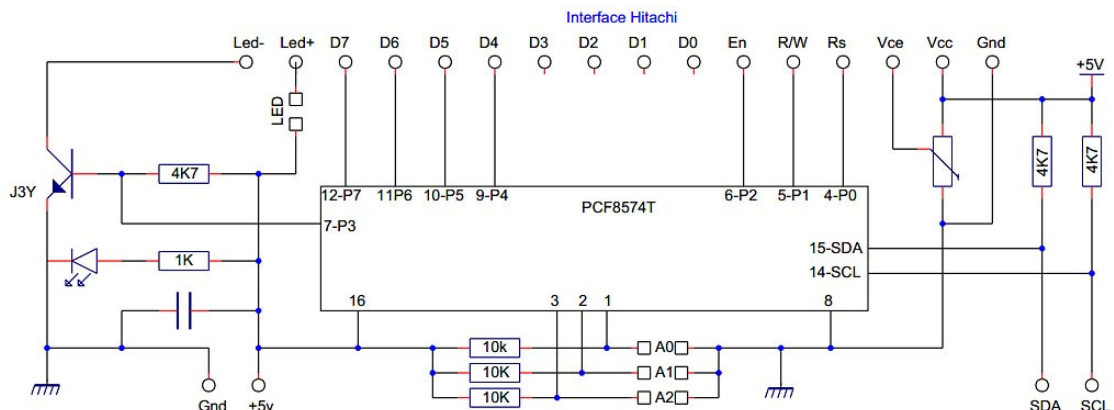 Interface Hitachi
Led- Led+ D7 D6 D5 D4 D3 D2 D1 D0 En R/W Rs Vce Vcc Gnd
+5V
LED
4K7 4K7 4K7
J3Y
12-P7 11P6 10-P5 9-P4 6-P2 5-P1 4-P0
PCF8574T
7-P3
15-SDA
1K
14-SCL
16 3 2 1 8
10k A0
10K A1
10K A2
Gnd +5v SDA SCL